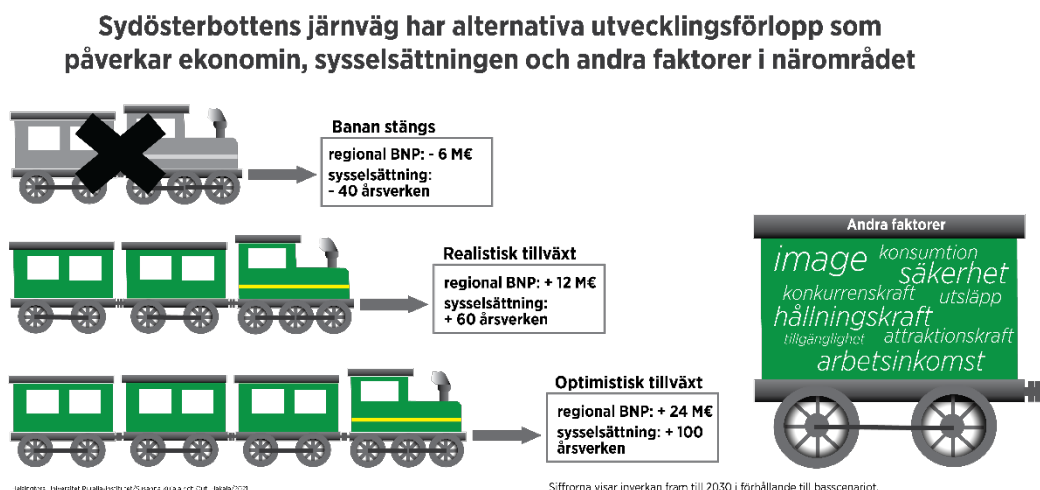 Sydösterbottens järnväg har alternativa utvecklingsförlopp som
påverkar ekonomin, sysselsättningen och andra faktorer i närområdet
Banan stängs
regional BNP: - 6 M€
sysselsättning:
- 40 årsverken
Realistisk tillväxt
regional BNP: + 12 M€
sysselsättning:
+ 60 årsverken
Optimistisk tillväxt
regional BNP: + 24 M€
sysselsättning: + 100
årsverken
Andra faktorer
image konsumtion
säkerhet
konkurrenskraft utsläpp
hållningskraft
tillgänglighet attraktionskraft
arbetsinkomst
Siffrorna visar inverkan fram till 2030 i förhållande till basscenariot.